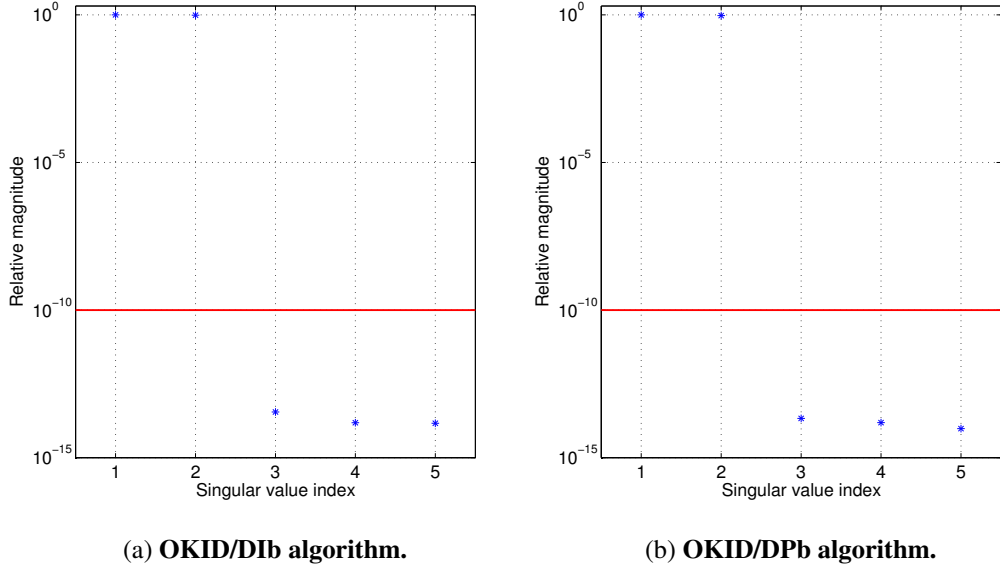 10^0
10^−5
10^−10
10^−15
Relative magnitude
1 2 3 4 5
Singular value index
(a) OKID/DIb algorithm.
10^0
10^−5
10^−10
10^−15
Relative magnitude
1 2 3 4 5
Singular value index
(b) OKID/DPb algorithm.